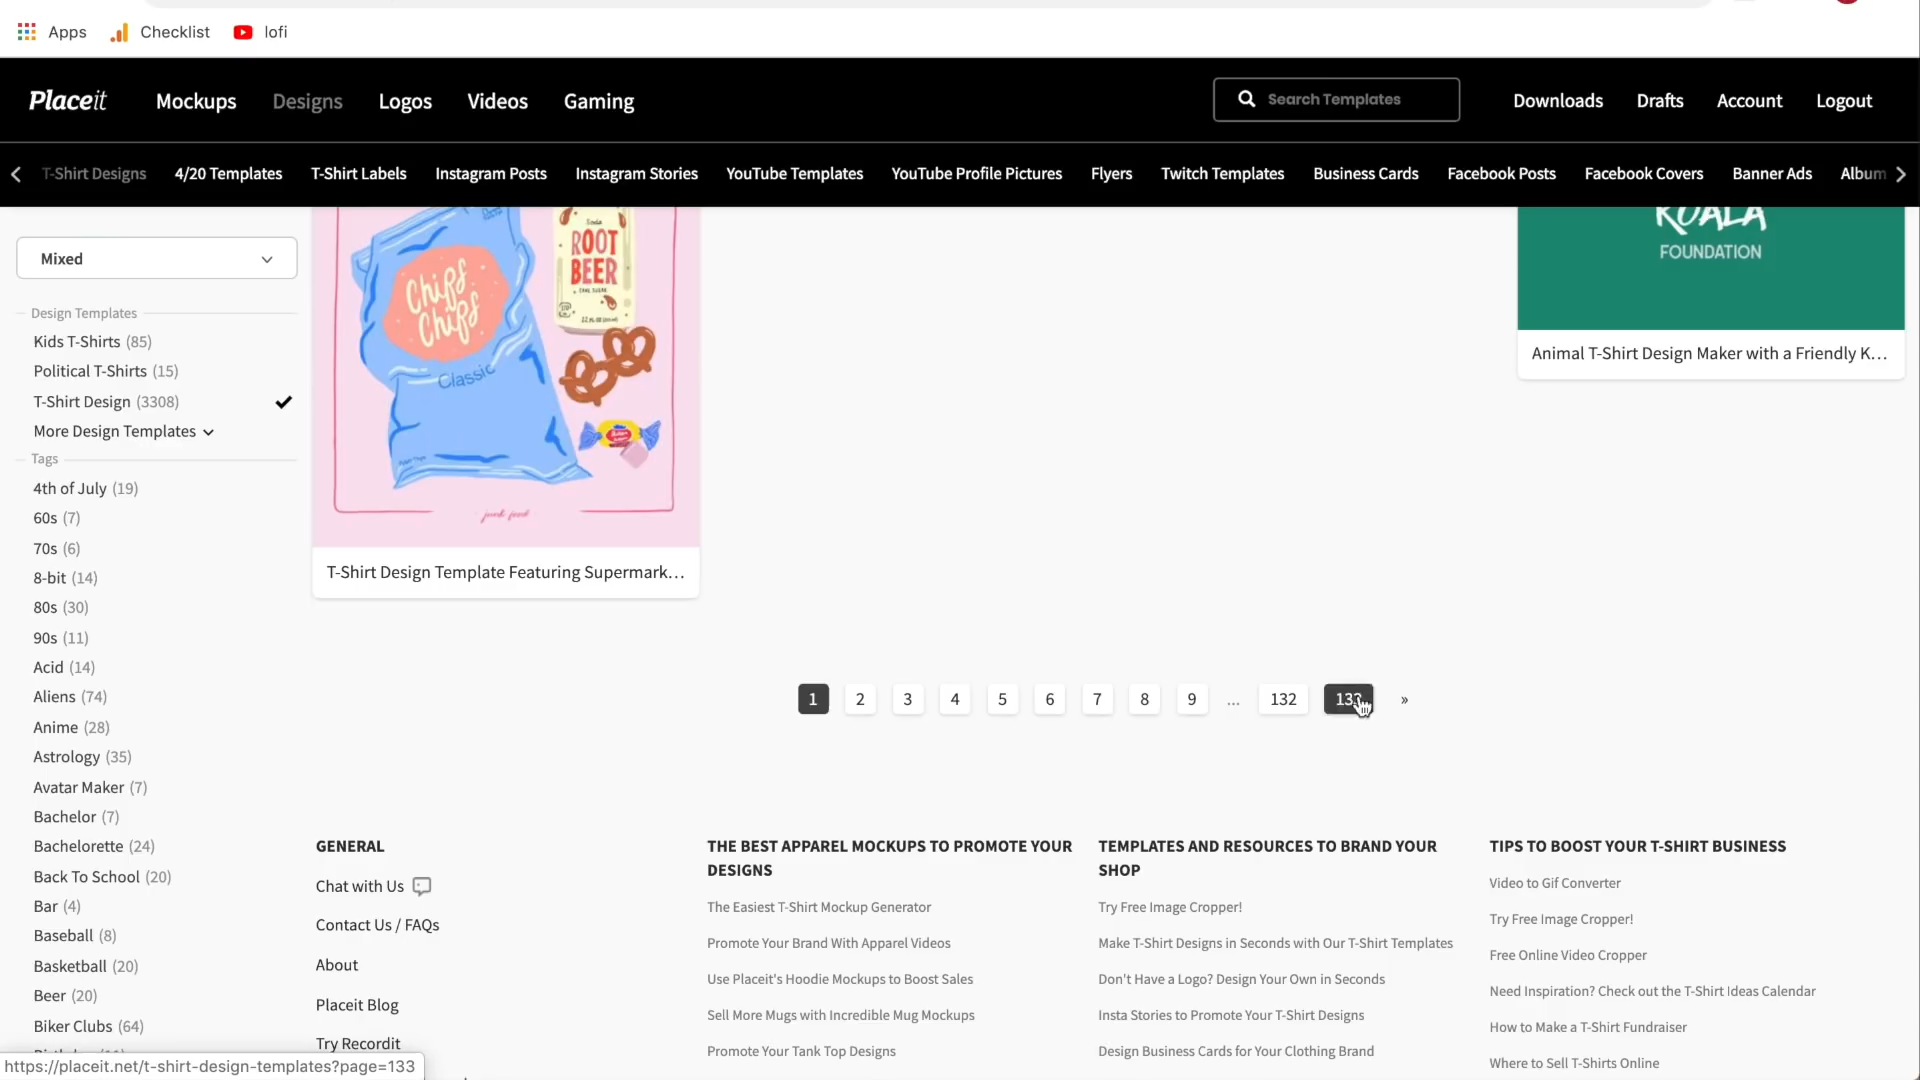 Apps
Checklist
lofi
Placeit
Mockups
Designs
Logos
Videos
Gaming
Search Templates
Downloads
Drafts
Account
Logout
T-Shirt Designs
4/20 Templates
T-Shirt Labels
Instagram Posts
Instagram Stories
YouTube Templates
YouTube Profile Pictures
Flyers
Twitch Templates
Business Cards
Facebook Posts
Facebook Covers
Banner Ads
Album
Mixed
Design Templates
Kids T-Shirts (85)
Political T-Shirts (15)
T-Shirt Design (3308)
More Design Templates
Tags
4th of July (19)
60s (7)
70s (6)
8-bit (14)
80s (30)
90s (11)
Acid (14)
Aliens (74)
Anime (28)
Astrology (35)
Avatar Maker (7)
Bachelor (7)
Bachelorette (24)
Back To School (20)
Bar (4)
Baseball (8)
Basketball (20)
Beer (20)
Biker Clubs (64)
Chips
Chips
Classic
Soda
ROOT
BEER
junk food
T-Shirt Design Template Featuring Supermark...
KOALA
FOUNDATION
Animal T-Shirt Design Maker with a Friendly K...
1 2 3 4 5 6 7 8 9 ... 132 133 »
GENERAL
Chat with Us
Contact Us / FAQs
About
Placeit Blog
Try Recordit
THE BEST APPAREL MOCKUPS TO PROMOTE YOUR
DESIGNS
The Easiest T-Shirt Mockup Generator
Promote Your Brand With Apparel Videos
Use Placeit's Hoodie Mockups to Boost Sales
Sell More Mugs with Incredible Mug Mockups
Promote Your Tank Top Designs
TEMPLATES AND RESOURCES TO BRAND YOUR
SHOP
Try Free Image Cropper!
Make T-Shirt Designs in Seconds with Our T-Shirt Templates
Don't Have a Logo? Design Your Own in Seconds
Insta Stories to Promote Your T-Shirt Designs
Design Business Cards for Your Clothing Brand
TIPS TO BOOST YOUR T-SHIRT BUSINESS
Video to Gif Converter
Try Free Image Cropper!
Free Online Video Cropper
Need Inspiration? Check out the T-Shirt Ideas Calendar
How to Make a T-Shirt Fundraiser
Where to Sell T-Shirts Online
https://placeit.net/t-shirt-design-templates?page=133